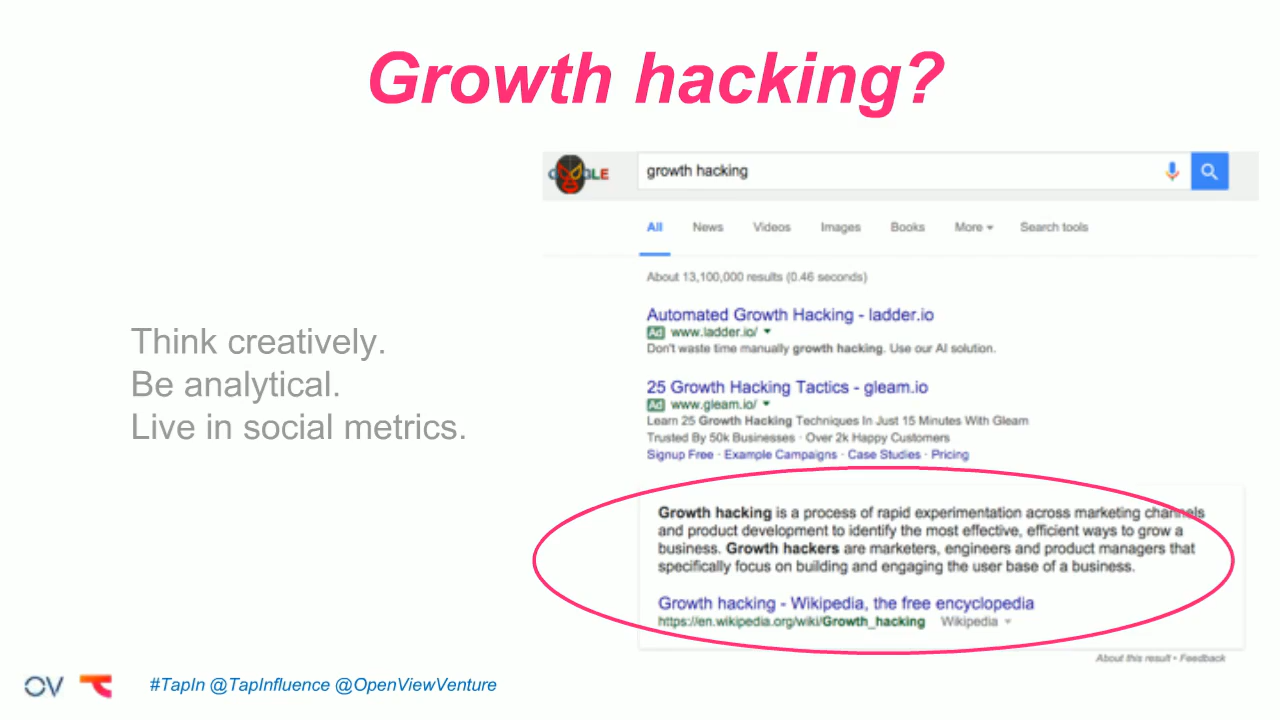 Growth hacking?
Think creatively.
Be analytical.
Live in social metrics.
GLE
growth hacking
All News Videos Images Books More Search tools
About 13,100,000 results (0.46 seconds)
Automated Growth Hacking - ladder.io
Ad www.ladder.io/
Don't waste time manually growth hacking. Use our AI solution.
25 Growth Hacking Tactics - gleam.io
Ad www.gleam.io/
Learn 25 Growth Hacking Techniques In Just 15 Minutes With Gleam
Trusted By 50k Businesses · Over 2k Happy Customers
Signup Free · Example Campaigns · Case Studies · Pricing
Growth hacking is a process of rapid experimentation across marketing channels
and product development to identify the most effective, efficient ways to grow a
business. Growth hackers are marketers, engineers and product managers that
specifically focus on building and engaging the user base of a business.
Growth hacking - Wikipedia, the free encyclopedia
https://en.wikipedia.org/wiki/Growth_hacking Wikipedia
About this result • Feedback
OV #TapIn @TapInfluence @OpenViewVenture